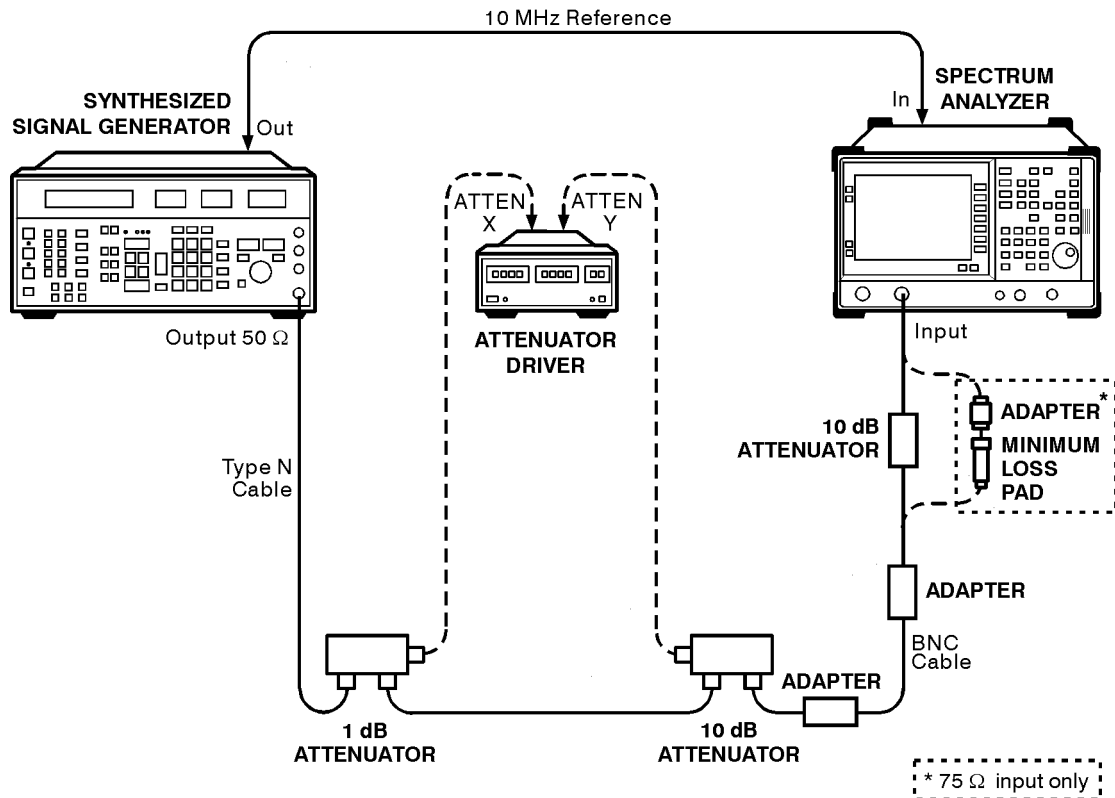 10 MHz Reference
SYNTHESIZED
SIGNAL GENERATOR
Out
SPECTRUM
ANALYZER
In
ATTEN
X
ATTEN
Y
ATTENUATOR
DRIVER
Output 50 Ω
Input
10 dB
ATTENUATOR
ADAPTER*
MINIMUM
LOSS
PAD
Type N
Cable
ADAPTER
BNC
Cable
ADAPTER
1 dB
ATTENUATOR
10 dB
ATTENUATOR
* 75 Ω input only